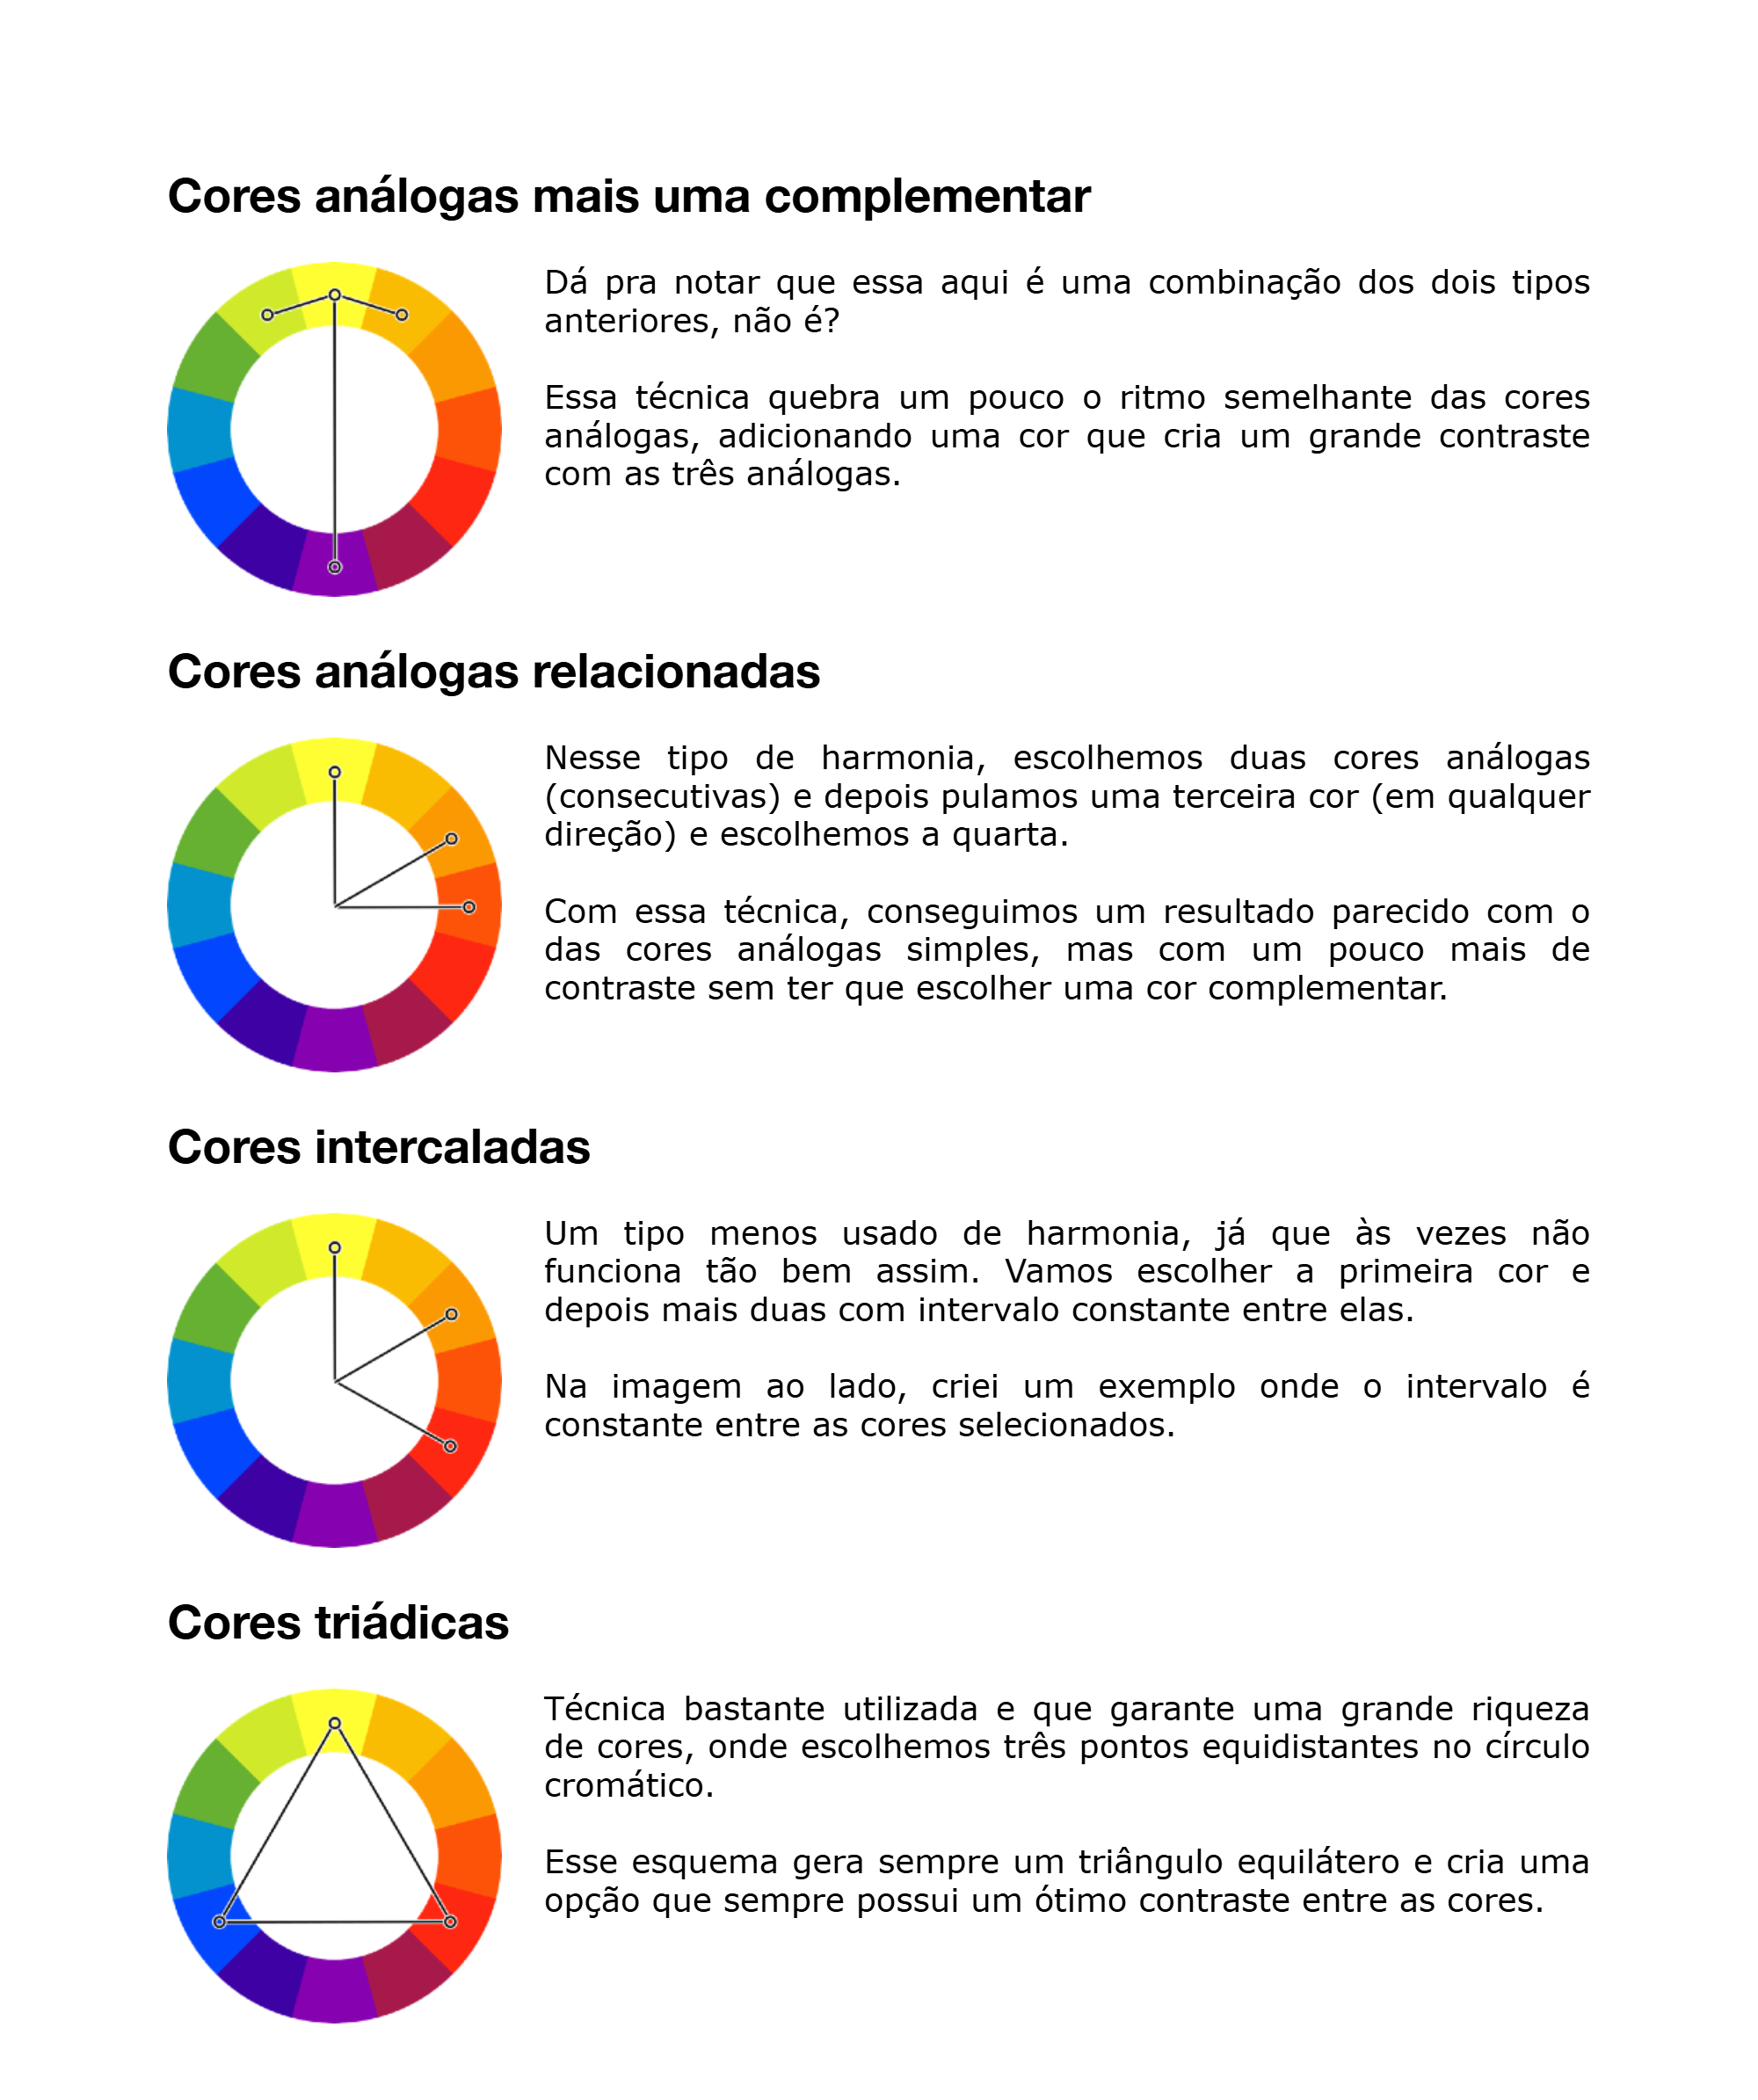 Cores análogas mais uma complementar
Dá pra notar que essa aqui é uma combinação dos dois tipos
anteriores, não é?
Essa técnica quebra um pouco o ritmo semelhante das cores
análogas, adicionando uma cor que cria um grande contraste
com as três análogas.
Cores análogas relacionadas
Nesse tipo de harmonia, escolhemos duas cores análogas
(consecutivas) e depois pulamos uma terceira cor (em qualquer
direção) e escolhemos a quarta.
Com essa técnica, conseguimos um resultado parecido com o
das cores análogas simples, mas com um pouco mais de
contraste sem ter que escolher uma cor complementar.
Cores intercaladas
Um tipo menos usado de harmonia, já que às vezes não
funciona tão bem assim. Vamos escolher a primeira cor e
depois mais duas com intervalo constante entre elas.
Na imagem ao lado, criei um exemplo onde o intervalo é
constante entre as cores selecionados.
Cores triádicas
Técnica bastante utilizada e que garante uma grande riqueza
de cores, onde escolhemos três pontos equidistantes no círculo
cromático.
Esse esquema gera sempre um triângulo equilátero e cria uma
opção que sempre possui um ótimo contraste entre as cores.